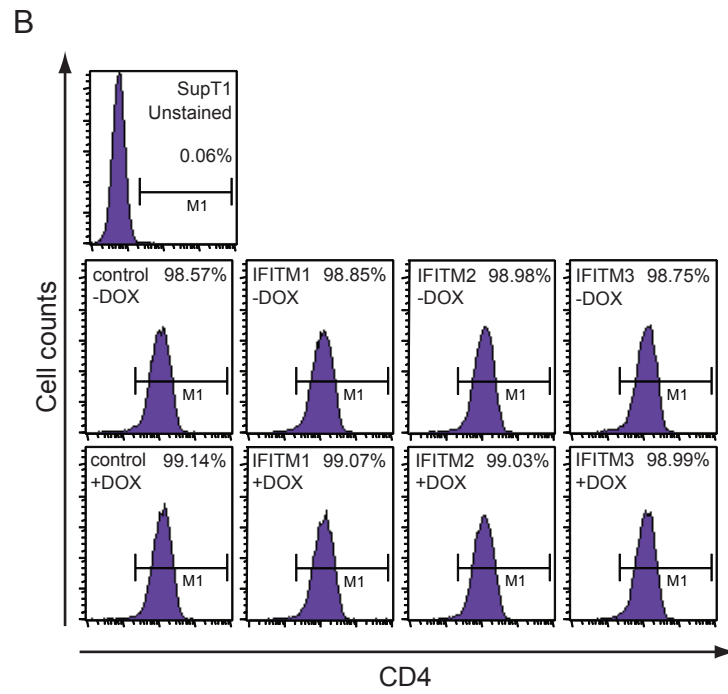 B
SupT1
Unstained
0.06%
M1
control 98.57%
-DOX
M1
IFITM1 98.85%
-DOX
M1
IFITM2 98.98%
-DOX
M1
IFITM3 98.75%
-DOX
M1
control 99.14%
+DOX
M1
IFITM1 99.07%
+DOX
M1
IFITM2 99.03%
+DOX
M1
IFITM3 98.99%
+DOX
M1
Cell counts
CD4